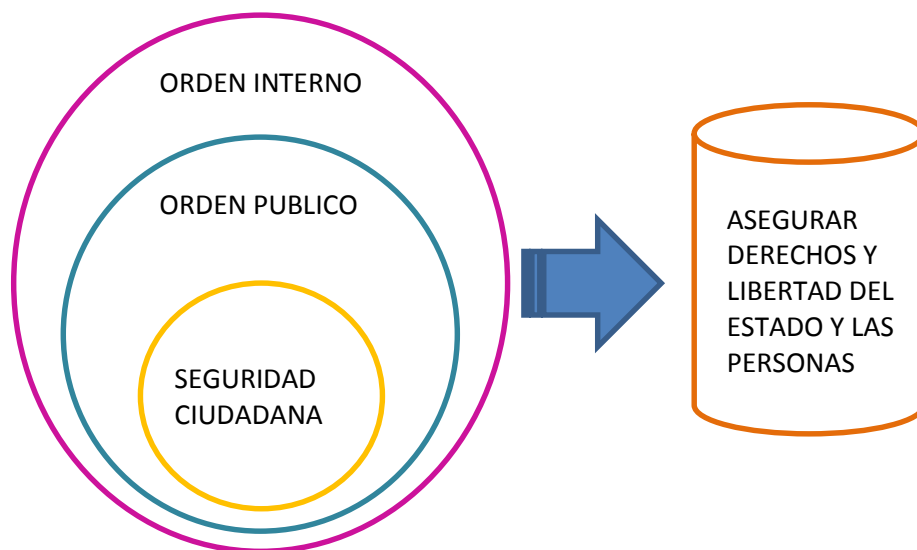 ORDEN INTERNO
ORDEN PUBLICO
SEGURIDAD
CIUDADANA
ASEGURAR
DERECHOS Y
LIBERTAD DEL
ESTADO Y LAS
PERSONAS